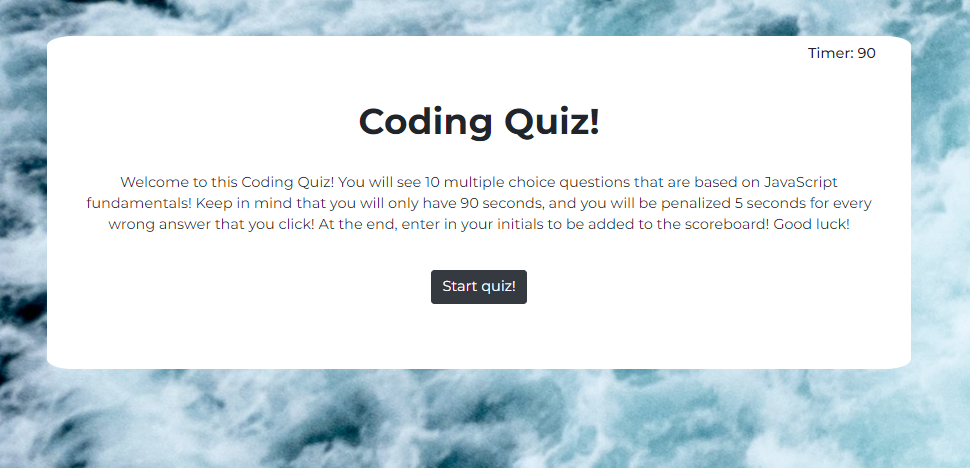 Timer: 90
Coding Quiz!
Welcome to this Coding Quiz! You will see 10 multiple choice questions that are based on JavaScript
fundamentals! Keep in mind that you will only have 90 seconds, and you will be penalized 5 seconds for every
wrong answer that you click! At the end, enter in your initials to be added to the scoreboard! Good luck!
Start quiz!